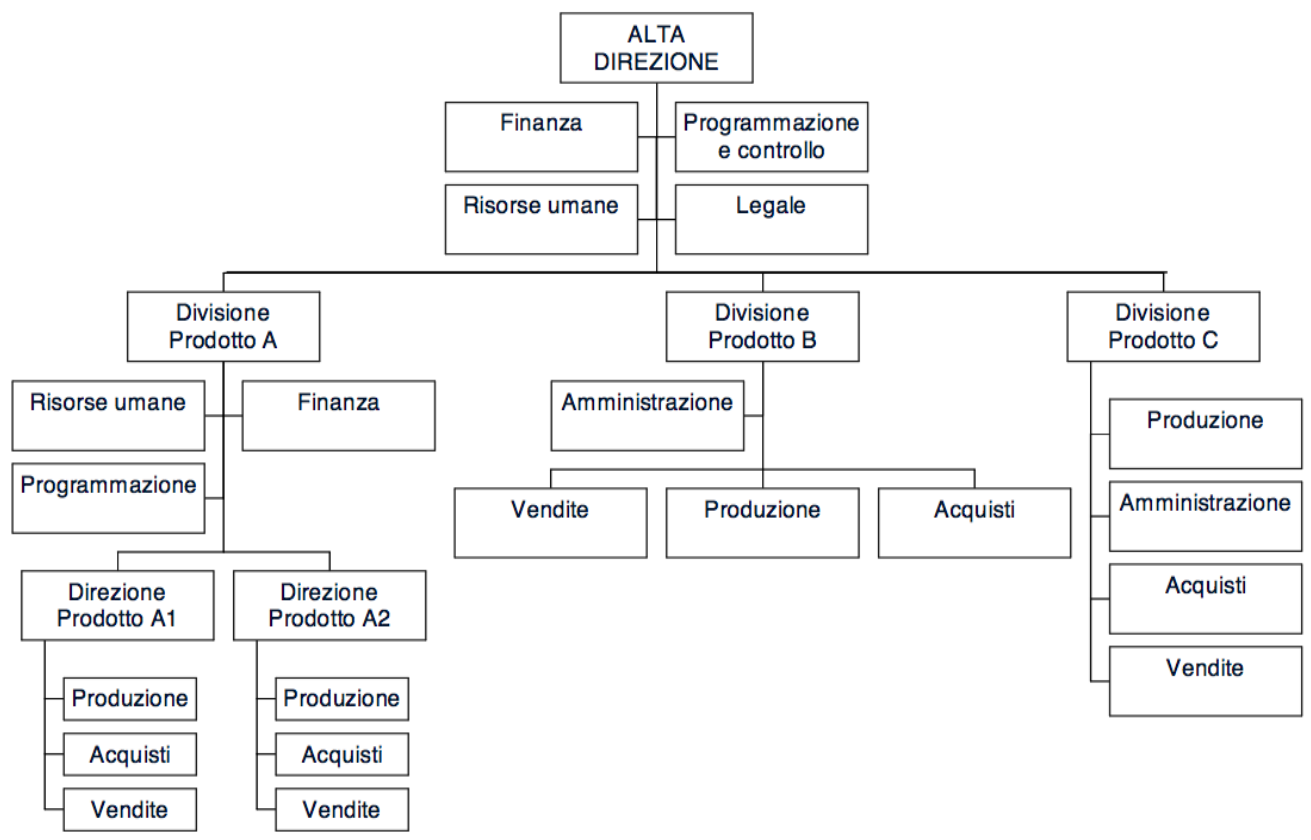 ALTA
DIREZIONE
Finanza
Programmazione
e controllo
Risorse umane
Legale
Divisione
Prodotto A
Divisione
Prodotto B
Divisione
Prodotto C
Risorse umane
Finanza
Programmazione
Amministrazione
Vendite
Produzione
Acquisti
Produzione
Amministrazione
Acquisti
Vendite
Direzione
Prodotto A1
Direzione
Prodotto A2
Produzione
Acquisti
Vendite
Produzione
Acquisti
Vendite